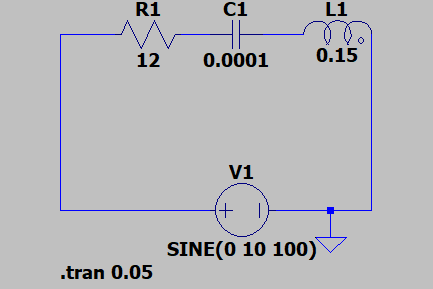 R1 C1 L1
12 0.0001 0.15
V1
SINE(0 10 100)
.tran 0.05